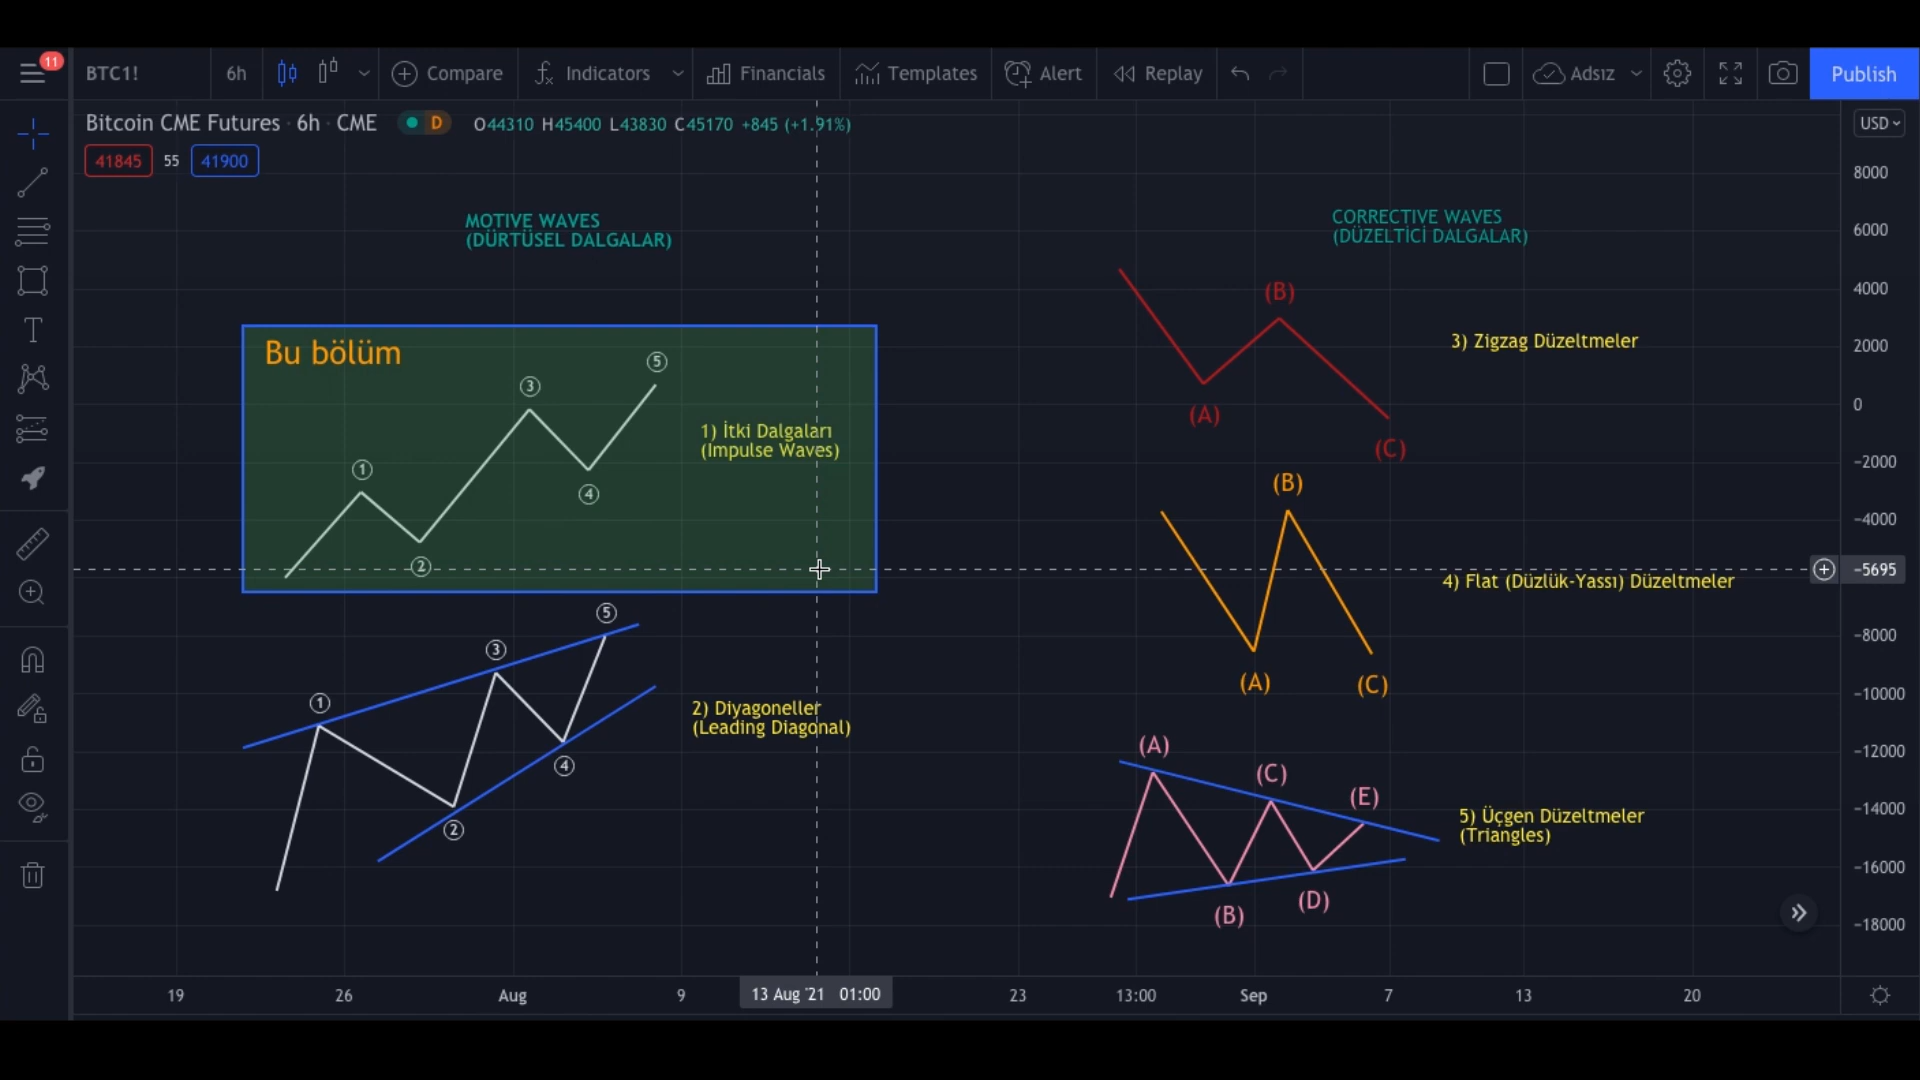 11
BTC1!
6h
Compare
Indicators
Financials
Templates
Alert
Replay
Adsız
Publish
Bitcoin CME Futures · 6h · CME
D
O44310 H45400 L43830 C45170 +845 (+1.91%)
USD
41845
55
41900
8000
6000
4000
2000
0
−2000
−4000
−5695
−8000
−10000
−12000
−14000
−16000
−18000
MOTIVE WAVES
(DÜRTÜSEL DALGALAR)
Bu bölüm
1
2
3
4
5
1) İtki Dalgaları
(Impulse Waves)
1
2
3
4
5
2) Diyagoneller
(Leading Diagonal)
CORRECTIVE WAVES
(DÜZELTİCİ DALGALAR)
(A)
(B)
(C)
3) Zigzag Düzeltmeler
(A)
(B)
(C)
4) Flat (Düzlük-Yassı) Düzeltmeler
(A)
(B)
(C)
(D)
(E)
5) Üçgen Düzeltmeler
(Triangles)
19
26
Aug
9
13 Aug '21 01:00
23
13:00
Sep
7
13
20